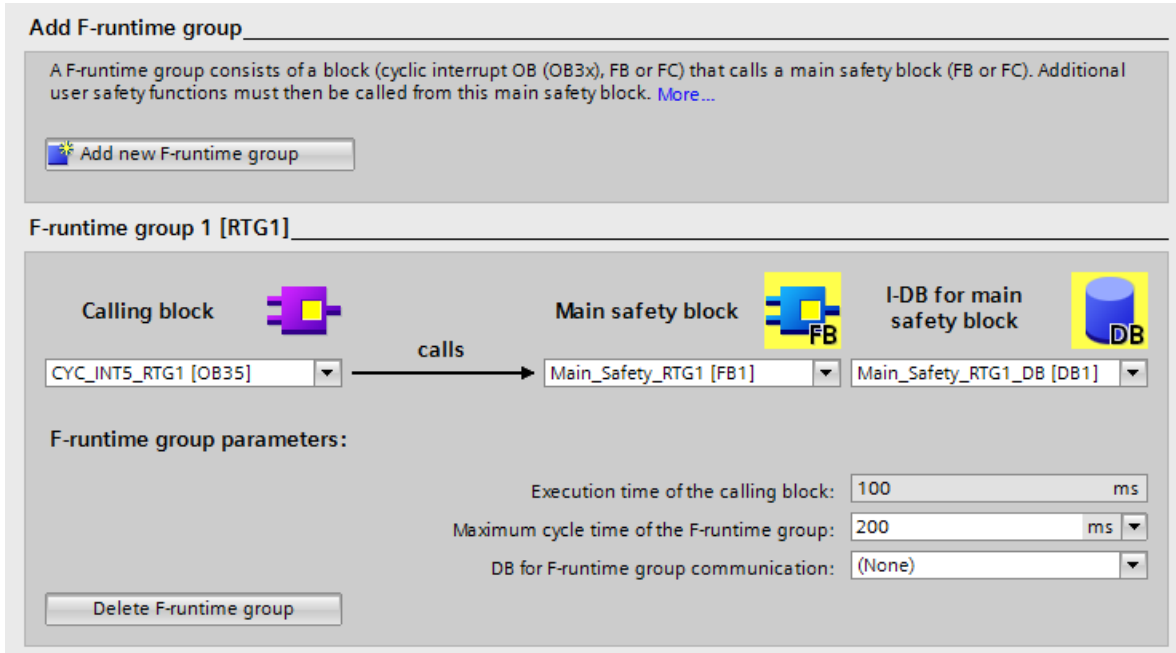 Add F-runtime group
A F-runtime group consists of a block (cyclic interrupt OB (OB3x), FB or FC) that calls a main safety block (FB or FC). Additional
user safety functions must then be called from this main safety block. More...
Add new F-runtime group
F-runtime group 1 [RTG1]
Calling block
calls
Main safety block
FB
I-DB for main
safety block
DB
CYC_INT5_RTG1 [OB35]
Main_Safety_RTG1 [FB1]
Main_Safety_RTG1_DB [DB1]
F-runtime group parameters:
Execution time of the calling block: 100 ms
Maximum cycle time of the F-runtime group: 200 ms
DB for F-runtime group communication: (None)
Delete F-runtime group